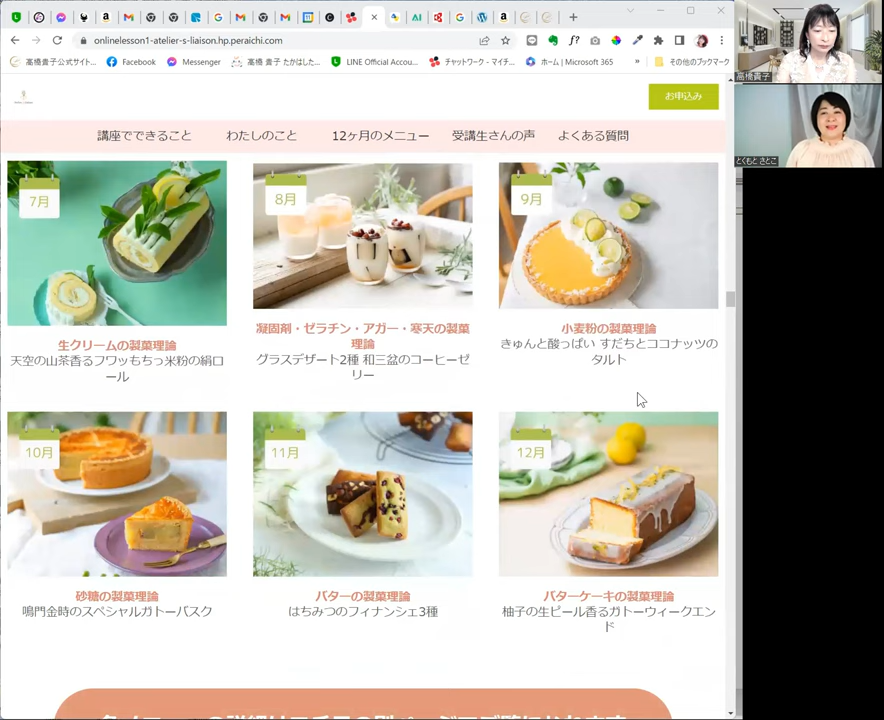 onlinelesson1-atelier-s-liaison.hp.peraichi.com
髙橋貴子公式サイト...
Facebook
Messenger
髙橋 貴子 たかはした...
LINE Official Accou...
チャットワーク - マイチ...
ホーム | Microsoft 365
»
その他のブックマーク
お申込み
講座でできること
わたしのこと
12ヶ月のメニュー
受講生さんの声
よくある質問
7月
生クリームの製菓理論
天空の山茶香るフワッもちっ米粉の絹ロ
ール
8月
凝固剤・ゼラチン・アガー・寒天の製菓
理論
グラスデザート2種 和三盆のコーヒーゼ
リー
9月
小麦粉の製菓理論
きゅんと酸っぱい すだちとココナッツの
タルト
10月
砂糖の製菓理論
鳴門金時のスペシャルガトーバスク
11月
バターの製菓理論
はちみつのフィナンシェ3種
12月
バターケーキの製菓理論
柚子の生ピール香るガトーウィークエン
ド
髙橋貴子
とくもと さとこ